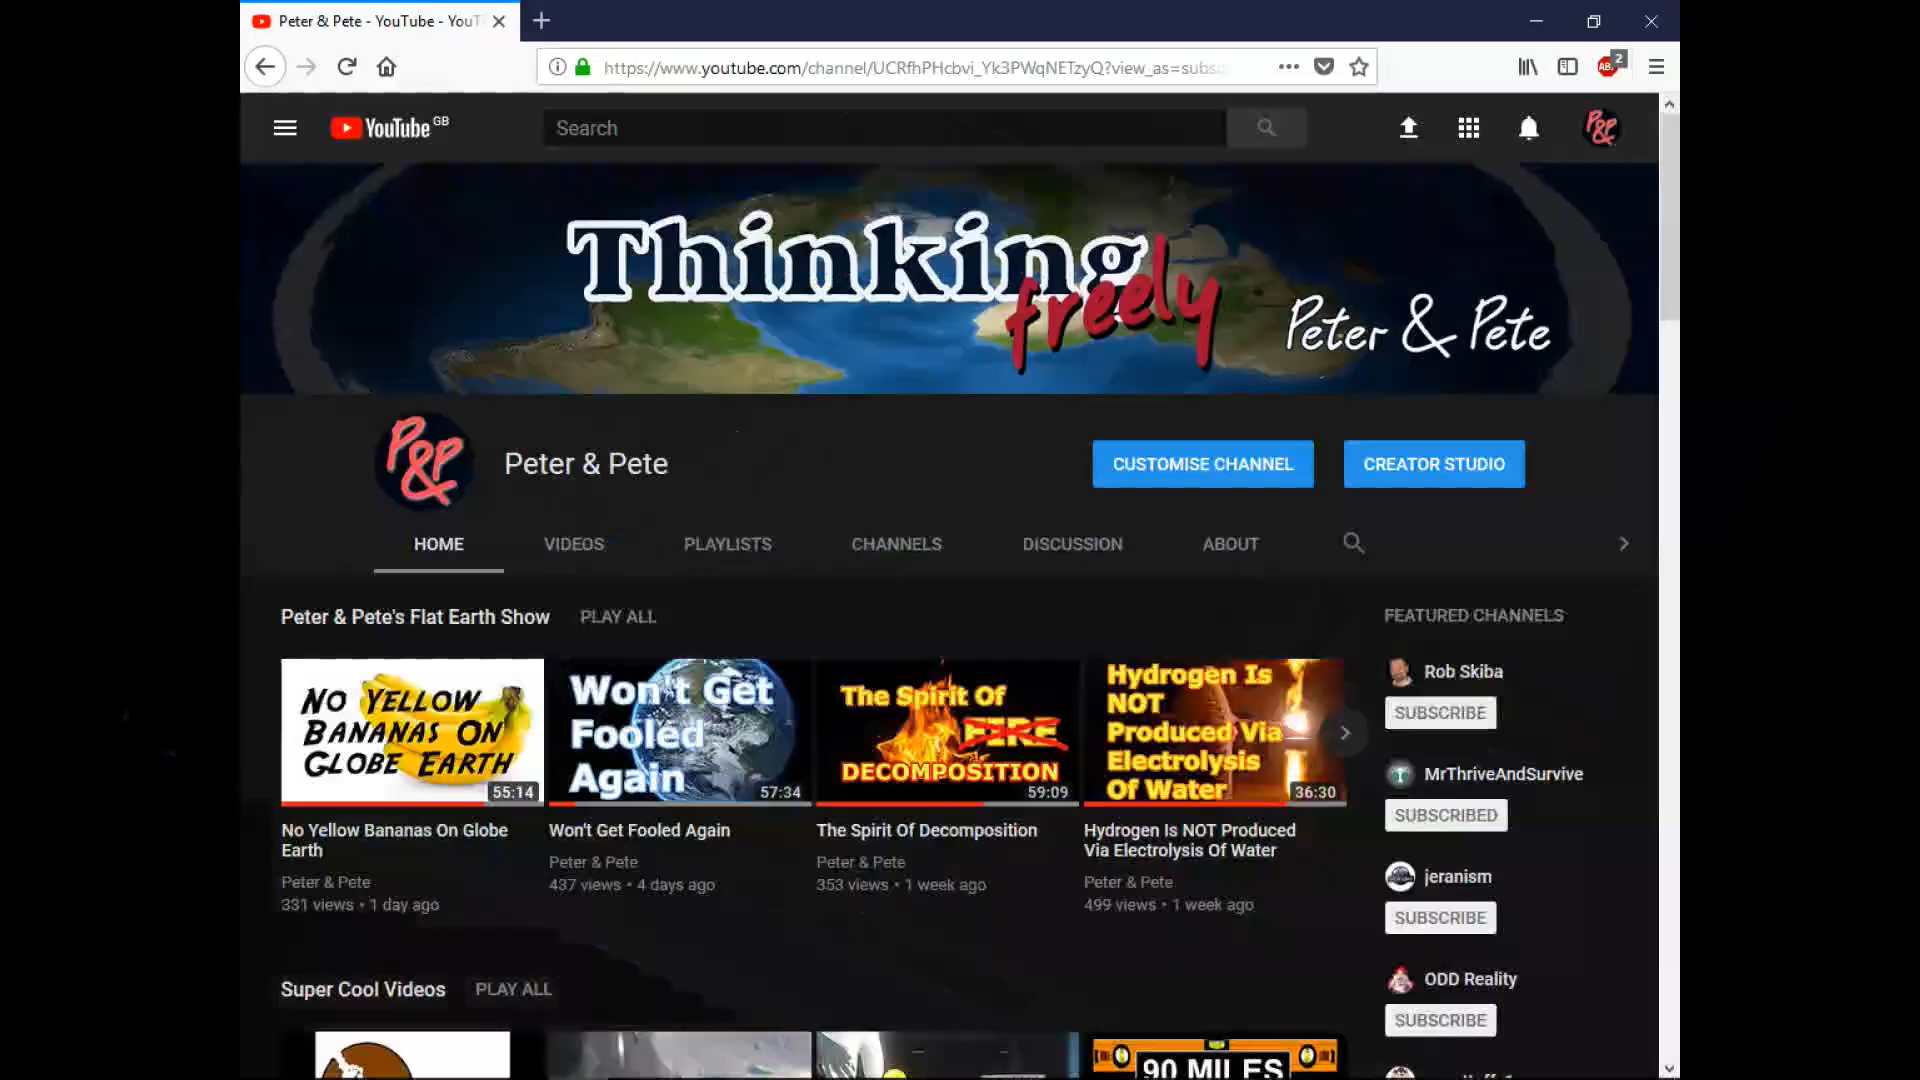 Peter & Pete - YouTube - YouT
https://www.youtube.com/channel/UCRfhPHcbvi_Yk3PWqNETzyQ?view_as=subs
2
YouTube GB
Search
Thinking
freely
Peter & Pete
P&P
Peter & Pete
CUSTOMISE CHANNEL
CREATOR STUDIO
HOME
VIDEOS
PLAYLISTS
CHANNELS
DISCUSSION
ABOUT
Peter & Pete's Flat Earth Show
PLAY ALL
No Yellow
Bananas On
Globe Earth
55:14
No Yellow Bananas On Globe
Earth
Peter & Pete
331 views • 1 day ago
Won't Get
Fooled
Again
57:34
Won't Get Fooled Again
Peter & Pete
437 views • 4 days ago
The Spirit Of
FIRE
DECOMPOSITION
59:09
The Spirit Of Decomposition
Peter & Pete
353 views • 1 week ago
Hydrogen Is
NOT
Produced Via
Electrolysis
Of Water
36:30
Hydrogen Is NOT Produced
Via Electrolysis Of Water
Peter & Pete
499 views • 1 week ago
FEATURED CHANNELS
Rob Skiba
SUBSCRIBE
MrThriveAndSurvive
SUBSCRIBED
jeranism
SUBSCRIBE
ODD Reality
SUBSCRIBE
Super Cool Videos
PLAY ALL
90 MILES